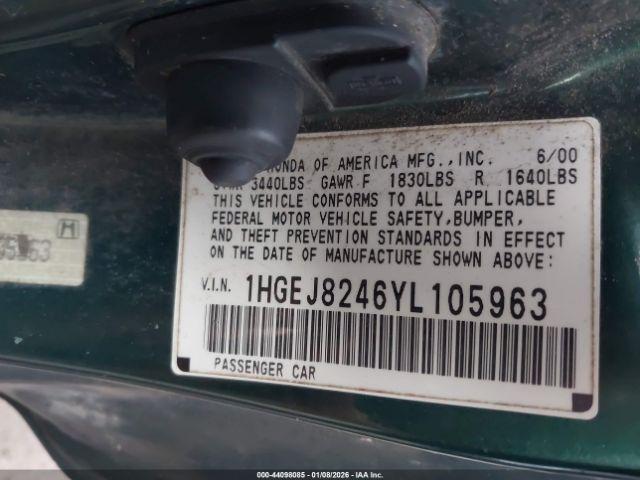 HONDA OF AMERICA MFG.,INC. 6/00
3440LBS GAWR F 1830LBS R 1640LBS
THIS VEHICLE CONFORMS TO ALL APPLICABLE
FEDERAL MOTOR VEHICLE SAFETY,BUMPER,
AND THEFT PREVENTION STANDARDS IN EFFECT
ON THE DATE OF MANUFACTURE SHOWN ABOVE:
V.I.N. 1HGEJ8246YL105963
PASSENGER CAR
000-44098085 - 01/08/2026 - IAA Inc.